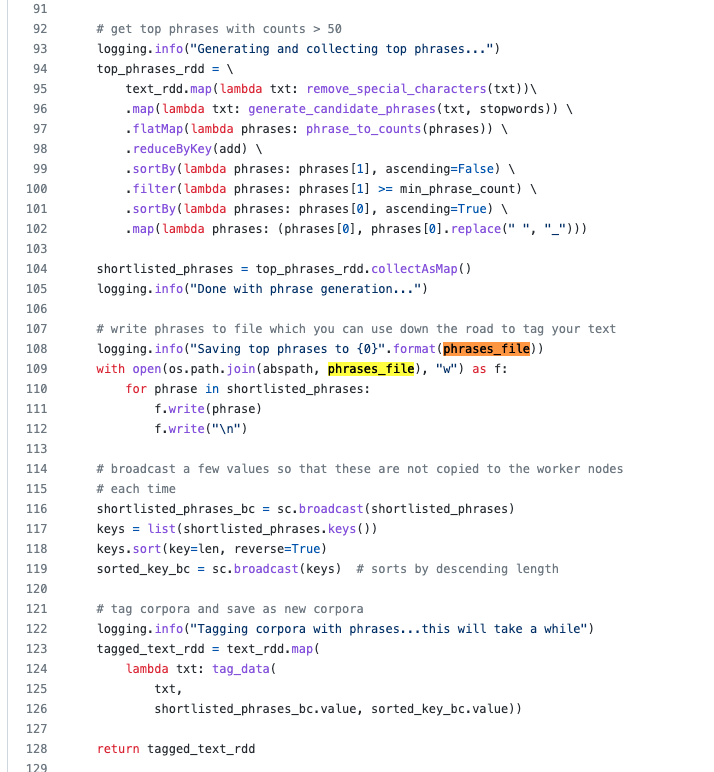 91
92 # get top phrases with counts > 50
93 logging.info("Generating and collecting top phrases...")
94 top_phrases_rdd = \
95 text_rdd.map(lambda txt: remove_special_characters(txt))\
96 .map(lambda txt: generate_candidate_phrases(txt, stopwords)) \
97 .flatMap(lambda phrases: phrase_to_counts(phrases)) \
98 .reduceByKey(add) \
99 .sortBy(lambda phrases: phrases[1], ascending=False) \
100 .filter(lambda phrases: phrases[1] >= min_phrase_count) \
101 .sortBy(lambda phrases: phrases[0], ascending=True) \
102 .map(lambda phrases: (phrases[0], phrases[0].replace(" ", "_")))
103
104 shortlisted_phrases = top_phrases_rdd.collectAsMap()
105 logging.info("Done with phrase generation...")
106
107 # write phrases to file which you can use down the road to tag your text
108 logging.info("Saving top phrases to {0}".format(phrases_file))
109 with open(os.path.join(abspath, phrases_file), "w") as f:
110 for phrase in shortlisted_phrases:
111 f.write(phrase)
112 f.write("\n")
113
114 # broadcast a few values so that these are not copied to the worker nodes
115 # each time
116 shortlisted_phrases_bc = sc.broadcast(shortlisted_phrases)
117 keys = list(shortlisted_phrases.keys())
118 keys.sort(key=len, reverse=True)
119 sorted_key_bc = sc.broadcast(keys)  # sorts by descending length
120
121 # tag corpora and save as new corpora
122 logging.info("Tagging corpora with phrases...this will take a while")
123 tagged_text_rdd = text_rdd.map(
124 lambda txt: tag_data(
125 txt,
126 shortlisted_phrases_bc.value, sorted_key_bc.value))
127
128 return tagged_text_rdd
129